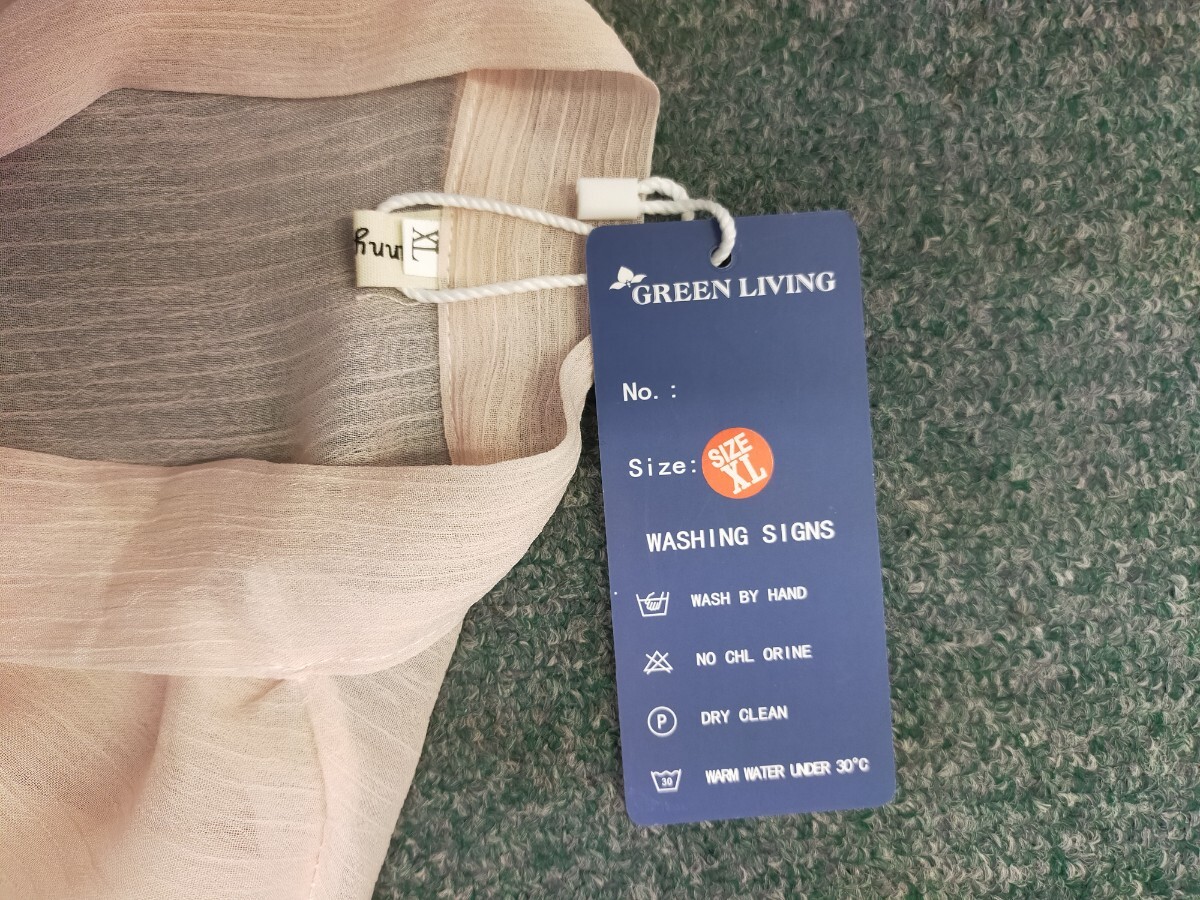 XL
GREEN LIVING
No. :
Size:
SIZE
XL
WASHING SIGNS
WASH BY HAND
NO CHL ORINE
P
DRY CLEAN
30
WARM WATER UNDER 30°C